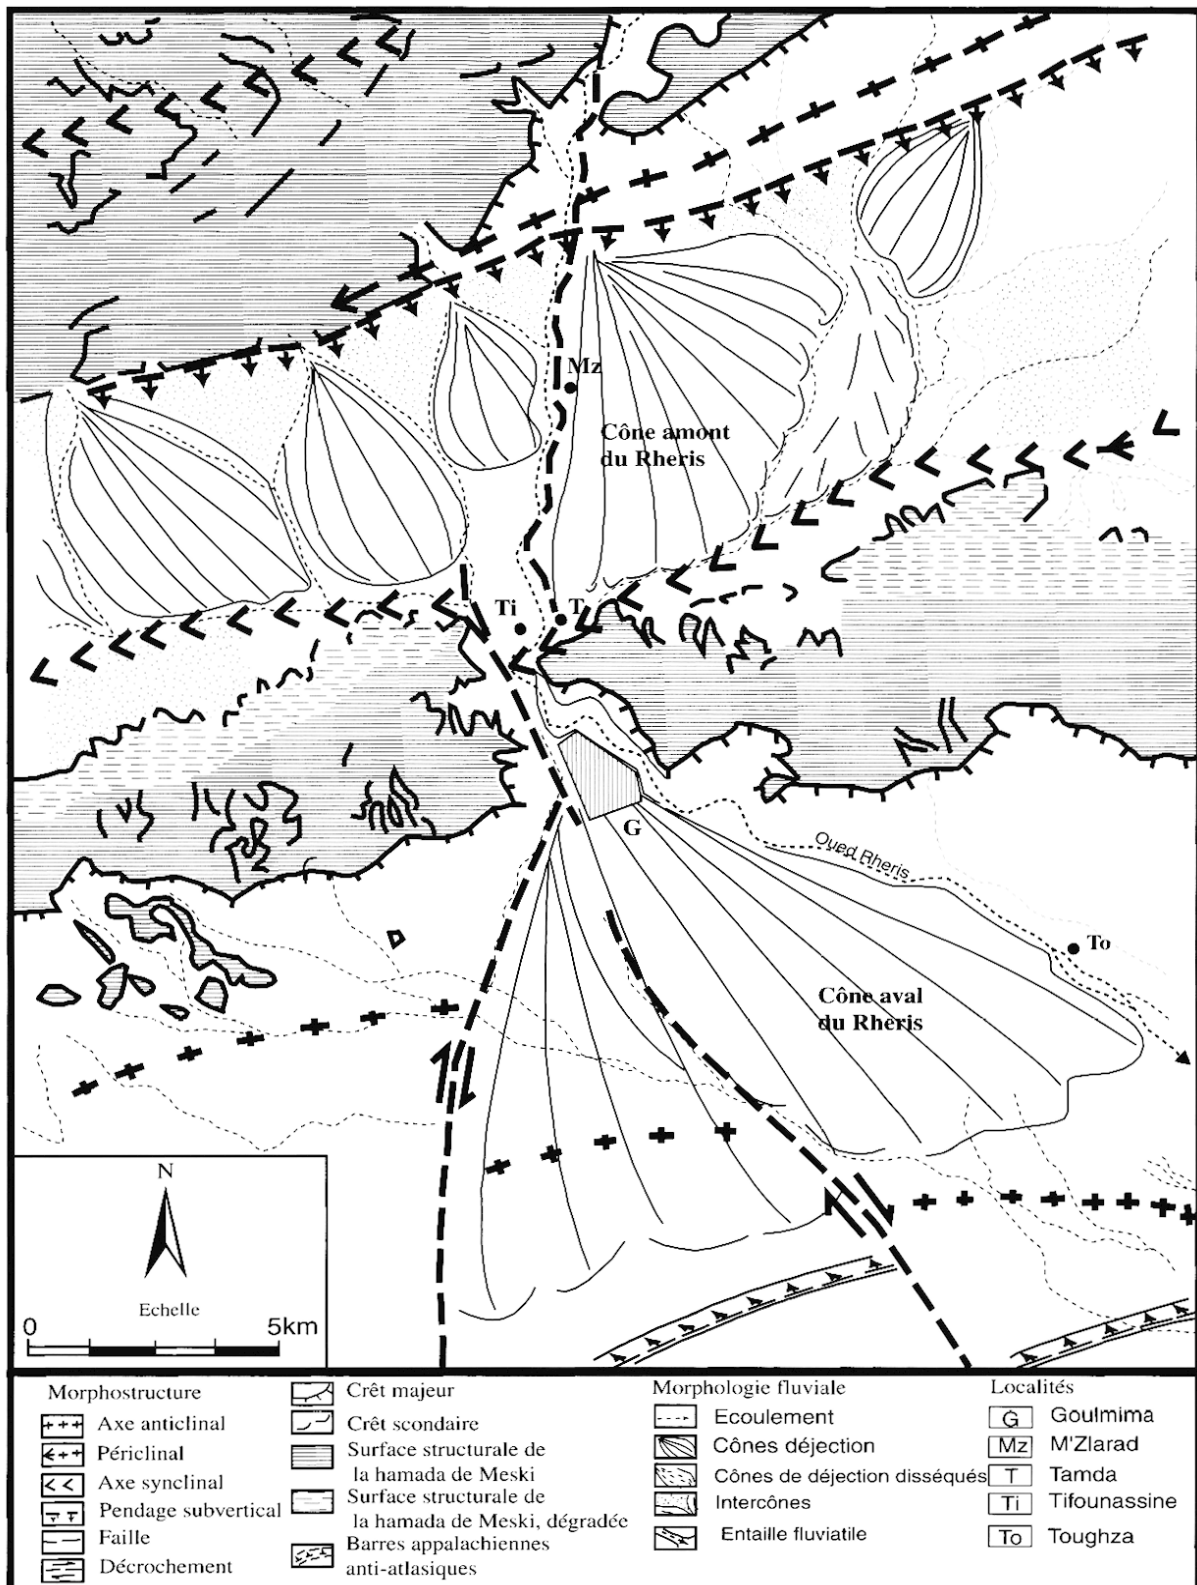 Mz
Cône amont
du Rheris
Ti
T
G
Oued Rheris
To
Cône aval
du Rheris
N
Echelle
0
5km
Morphostructure
Axe anticlinal
Périclinal
Axe synclinal
Pendage subvertical
Faille
Décrochement
Crêt majeur
Crêt scondaire
Surface structurale de
la hamada de Meski
Surface structurale de
la hamada de Meski, dégradée
Barres appalachiennes
anti-atlasiques
Morphologie fluviale
Ecoulement
Cônes déjection
Cônes de déjection disséqués
Intercônes
Entaille fluviatile
Localités
G Goulmima
Mz M'Zlarad
T Tamda
Ti Tifounassine
To Toughza